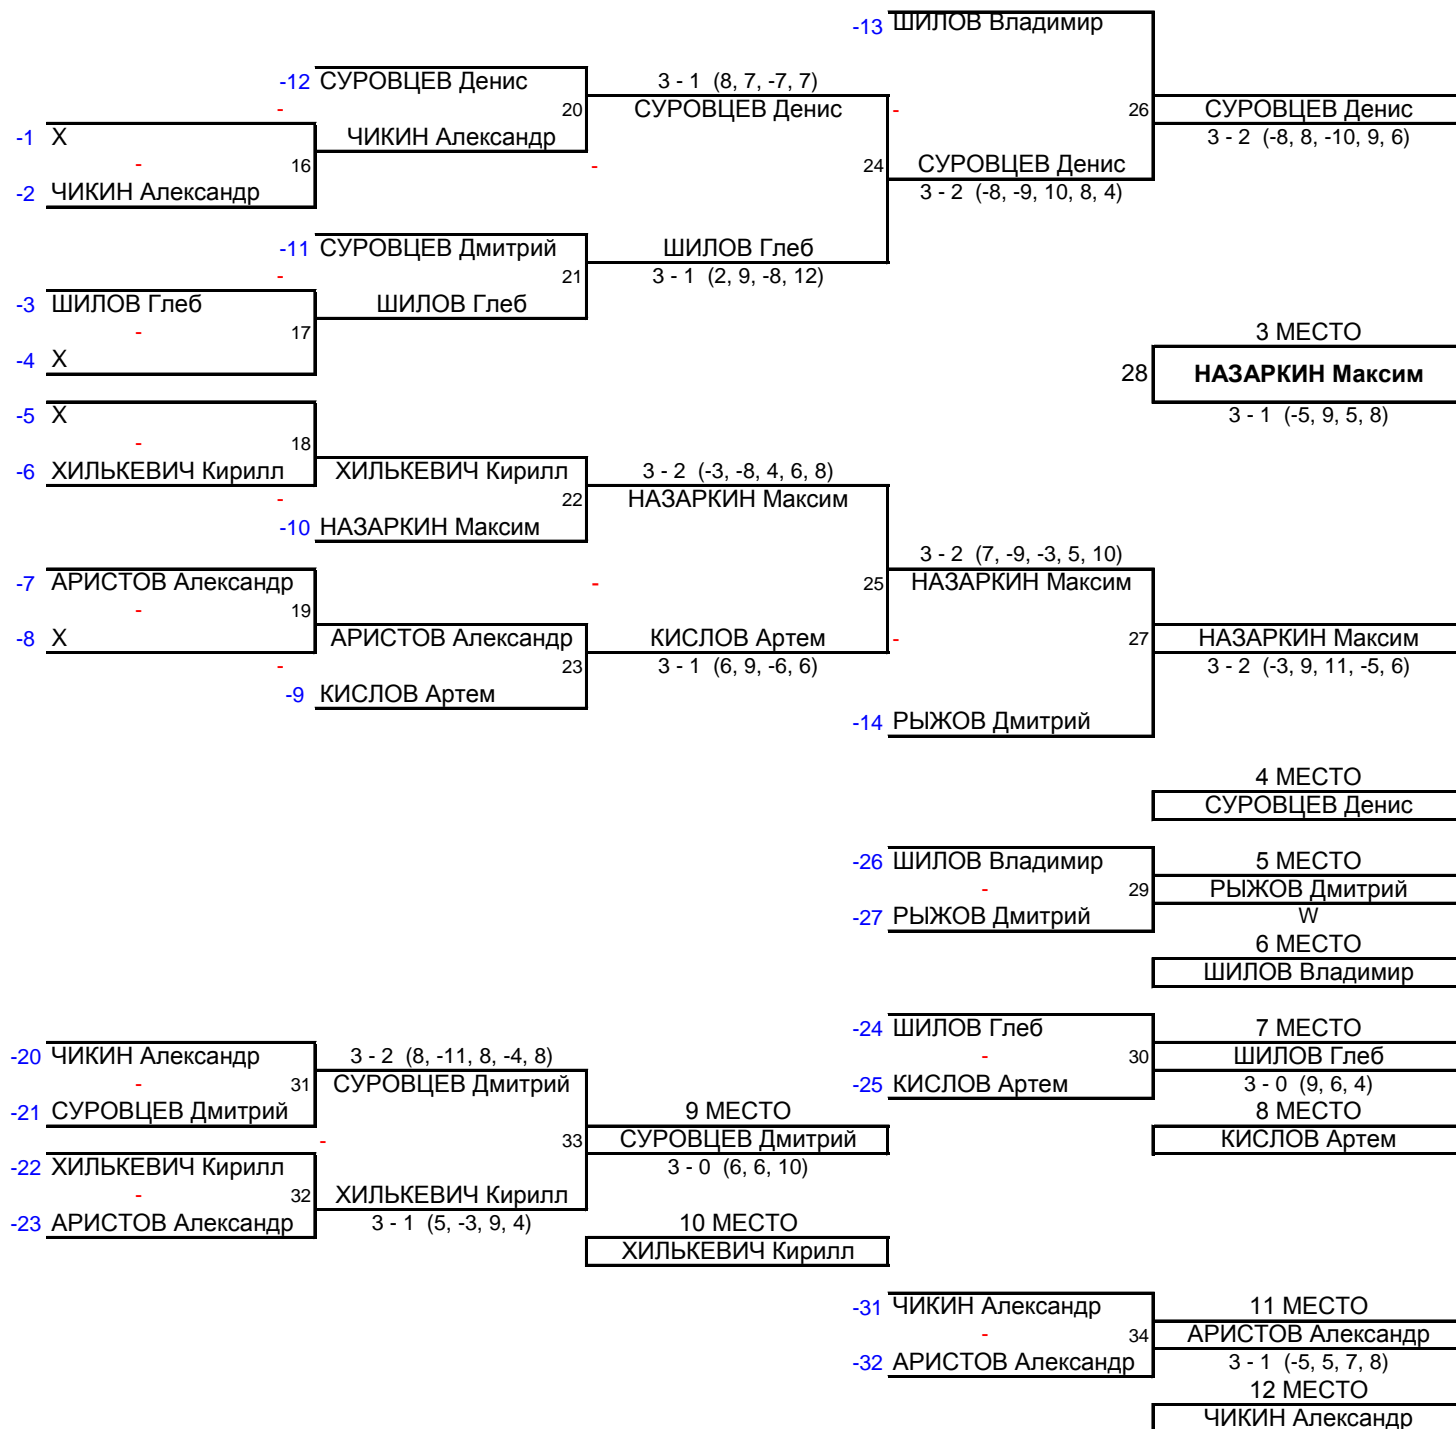 -13 ШИЛОВ Владимир
-12 СУРОВЦЕВ Денис
3 - 1 (8, 7, -7, 7)
-
20
СУРОВЦЕВ Денис
-
26
СУРОВЦЕВ Денис
-1 X
ЧИКИН Александр
3 - 2 (-8, 8, -10, 9, 6)
-
16
-
24
СУРОВЦЕВ Денис
-2 ЧИКИН Александр
3 - 2 (-8, -9, 10, 8, 4)
-11 СУРОВЦЕВ Дмитрий
ШИЛОВ Глеб
-
21
3 - 1 (2, 9, -8, 12)
-3 ШИЛОВ Глеб
ШИЛОВ Глеб
-
17
3 МЕСТО
-4 X
28
НАЗАРКИН Максим
-5 X
3 - 1 (-5, 9, 5, 8)
-
18
-6 ХИЛЬКЕВИЧ Кирилл
ХИЛЬКЕВИЧ Кирилл
3 - 2 (-3, -8, 4, 6, 8)
-
22
НАЗАРКИН Максим
-10 НАЗАРКИН Максим
3 - 2 (7, -9, -3, 5, 10)
-7 АРИСТОВ Александр
-
25
НАЗАРКИН Максим
-
19
-8 X
АРИСТОВ Александр
КИСЛОВ Артем
-
27
НАЗАРКИН Максим
-
23
3 - 1 (6, 9, -6, 6)
3 - 2 (-3, 9, 11, -5, 6)
-9 КИСЛОВ Артем
-14 РЫЖОВ Дмитрий
4 МЕСТО
СУРОВЦЕВ Денис
-26 ШИЛОВ Владимир
5 МЕСТО
-
29
РЫЖОВ Дмитрий
-27 РЫЖОВ Дмитрий
W
6 МЕСТО
ШИЛОВ Владимир
-24 ШИЛОВ Глеб
7 МЕСТО
-20 ЧИКИН Александр
3 - 2 (8, -11, 8, -4, 8)
-
30
ШИЛОВ Глеб
-
31
СУРОВЦЕВ Дмитрий
-25 КИСЛОВ Артем
3 - 0 (9, 6, 4)
-21 СУРОВЦЕВ Дмитрий
9 МЕСТО
8 МЕСТО
-
33
СУРОВЦЕВ Дмитрий
КИСЛОВ Артем
-22 ХИЛЬКЕВИЧ Кирилл
3 - 0 (6, 6, 10)
-
32
ХИЛЬКЕВИЧ Кирилл
-23 АРИСТОВ Александр
3 - 1 (5, -3, 9, 4)
10 МЕСТО
ХИЛЬКЕВИЧ Кирилл
-31 ЧИКИН Александр
11 МЕСТО
-
34
АРИСТОВ Александр
-32 АРИСТОВ Александр
3 - 1 (-5, 5, 7, 8)
12 МЕСТО
ЧИКИН Александр